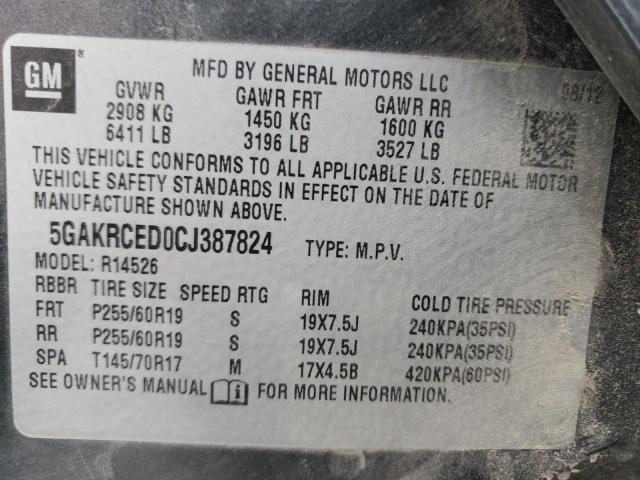 GM®
MFD BY GENERAL MOTORS LLC
08/12
GVWR GAWR FRT GAWR RR
2908 KG 1450 KG 1600 KG
6411 LB 3196 LB 3527 LB
THIS VEHICLE CONFORMS TO ALL APPLICABLE U.S. FEDERAL MOTOR
VEHICLE SAFETY STANDARDS IN EFFECT ON THE DATE OF
MANUFACTURE SHOWN ABOVE.
5GAKRCED0CJ387824 TYPE: M.P.V.
MODEL: R14526
RBBR TIRE SIZE SPEED RTG RIM COLD TIRE PRESSURE
FRT P255/60R19 S 19X7.5J 240KPA(35PSI)
RR P255/60R19 S 19X7.5J 240KPA(35PSI)
SPA T145/70R17 M 17X4.5B 420KPA(60PSI)
SEE OWNER'S MANUAL i FOR MORE INFORMATION.